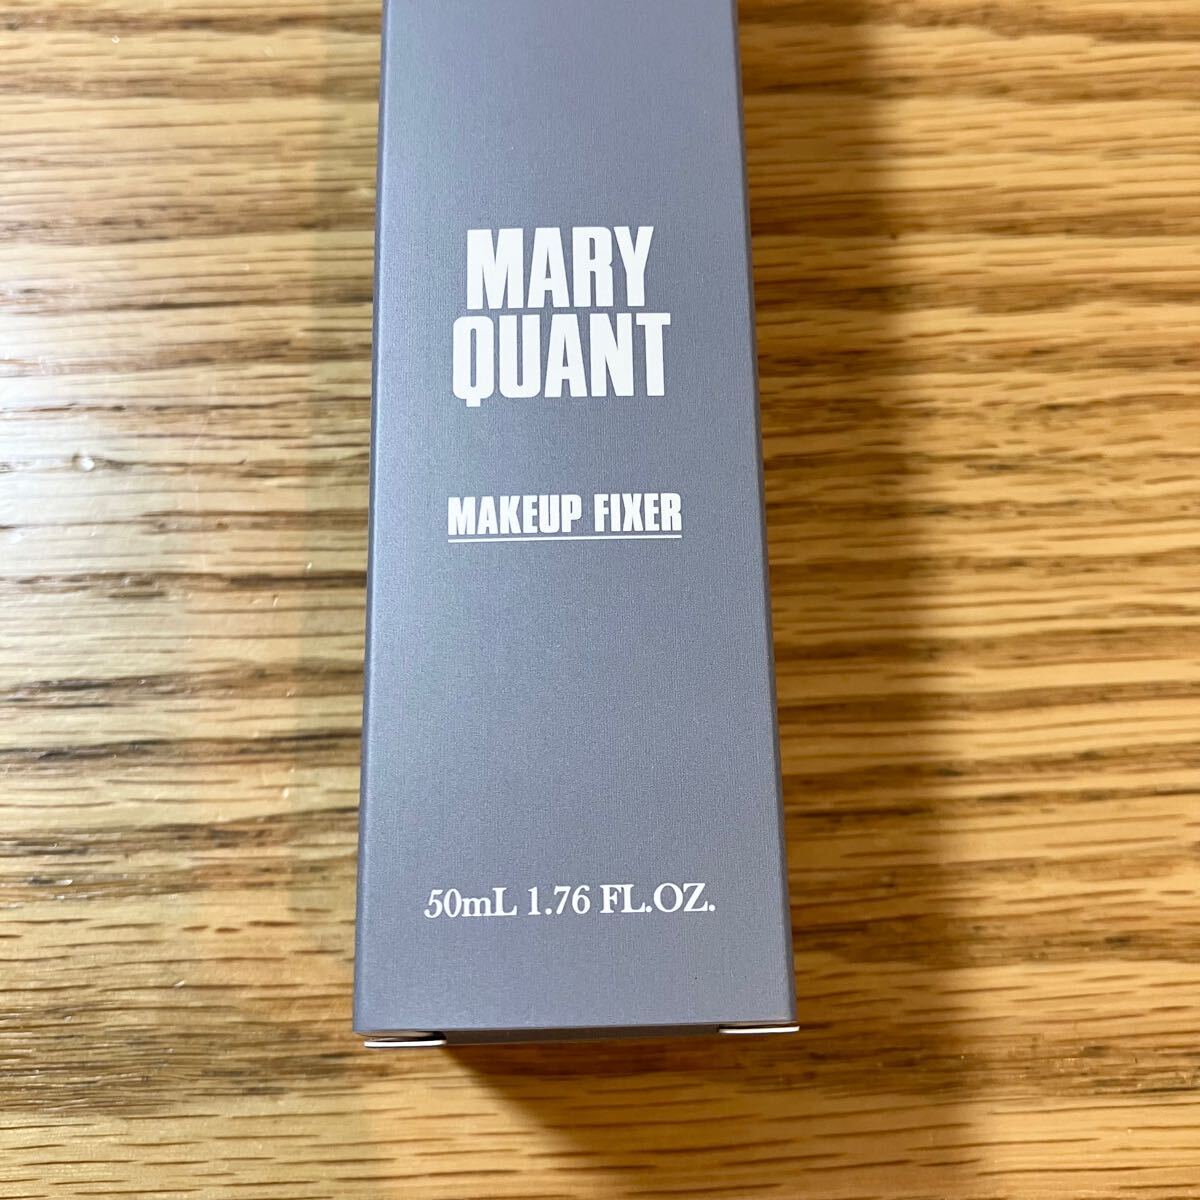 MARY
QUANT
MAKEUP FIXER
50mL 1.76 FL.OZ.